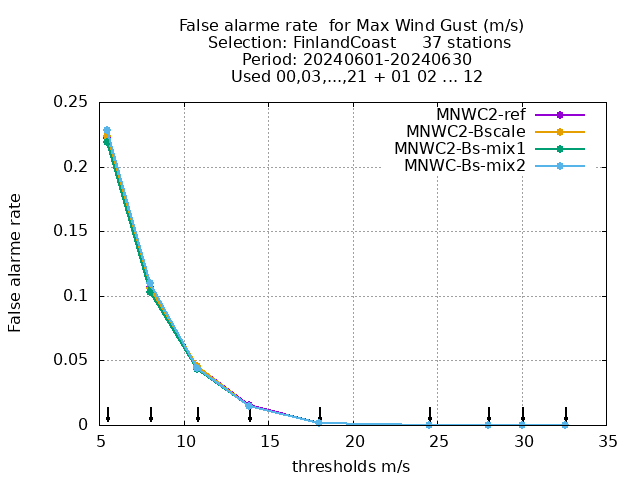 False alarme rate  for Max Wind Gust (m/s)
Selection: FinlandCoast     37 stations
Period: 20240601-20240630
Used 00,03,...,21 + 01 02 ... 12
MNWC2-ref
MNWC2-Bscale
MNWC2-Bs-mix1
MNWC-Bs-mix2
False alarme rate
0.25
0.2
0.15
0.1
0.05
0
5 10 15 20 25 30 35
thresholds m/s